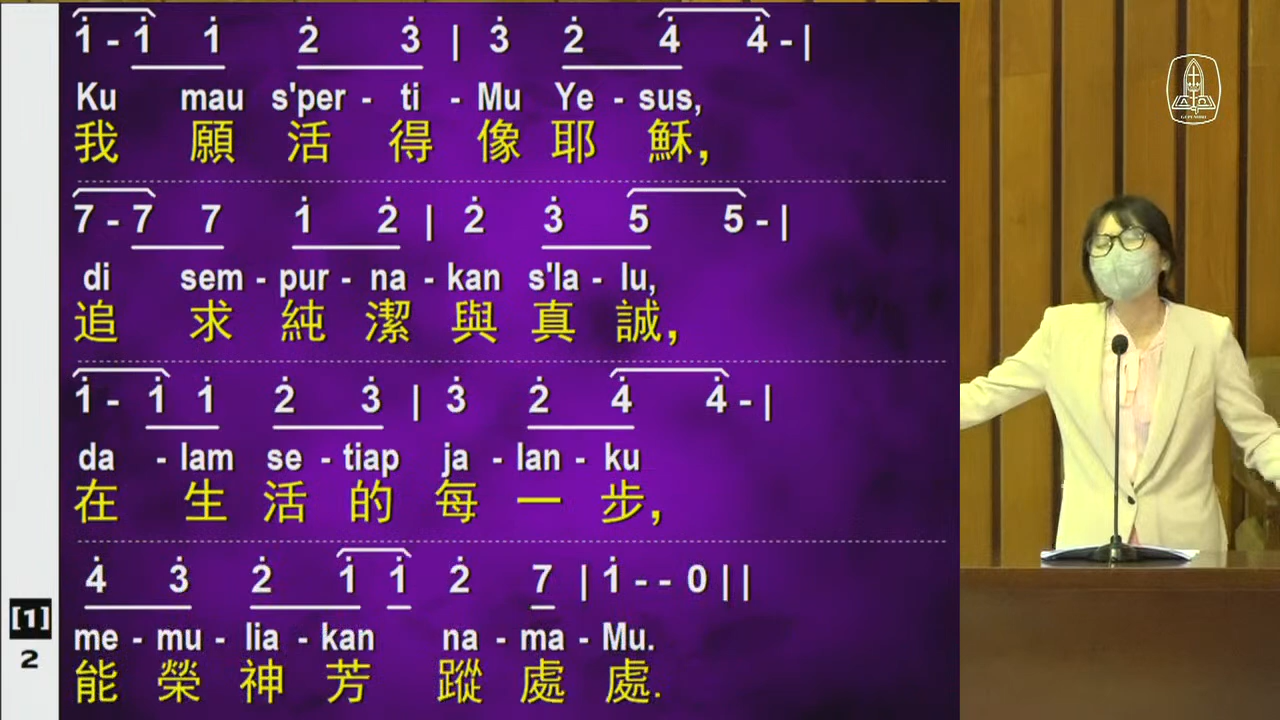 1̇ - 1̇ 1̇ 2̇ 3̇ | 3̇ 2̇ 4̇ 4̇ - |
Ku mau s'per - ti - Mu Ye - sus,
我 願 活 得 像 耶 穌,
7 - 7 7 1̇ 2̇ | 2̇ 3̇ 5̇ 5̇ - |
di sem - pur - na - kan s'la - lu,
追 求 純 潔 與 真 誠,
1̇ - 1̇ 1̇ 2̇ 3̇ | 3̇ 2̇ 4̇ 4̇ - |
da - lam se - tiap ja - lan - ku
在 生 活 的 每 一 步,
4̇ 3̇ 2̇ 1̇ 1̇ 2̇ 7 | 1̇ - - 0 | |
me - mu - lia - kan na - ma - Mu.
能 榮 神 芳 蹤 處 處.
[1]
2